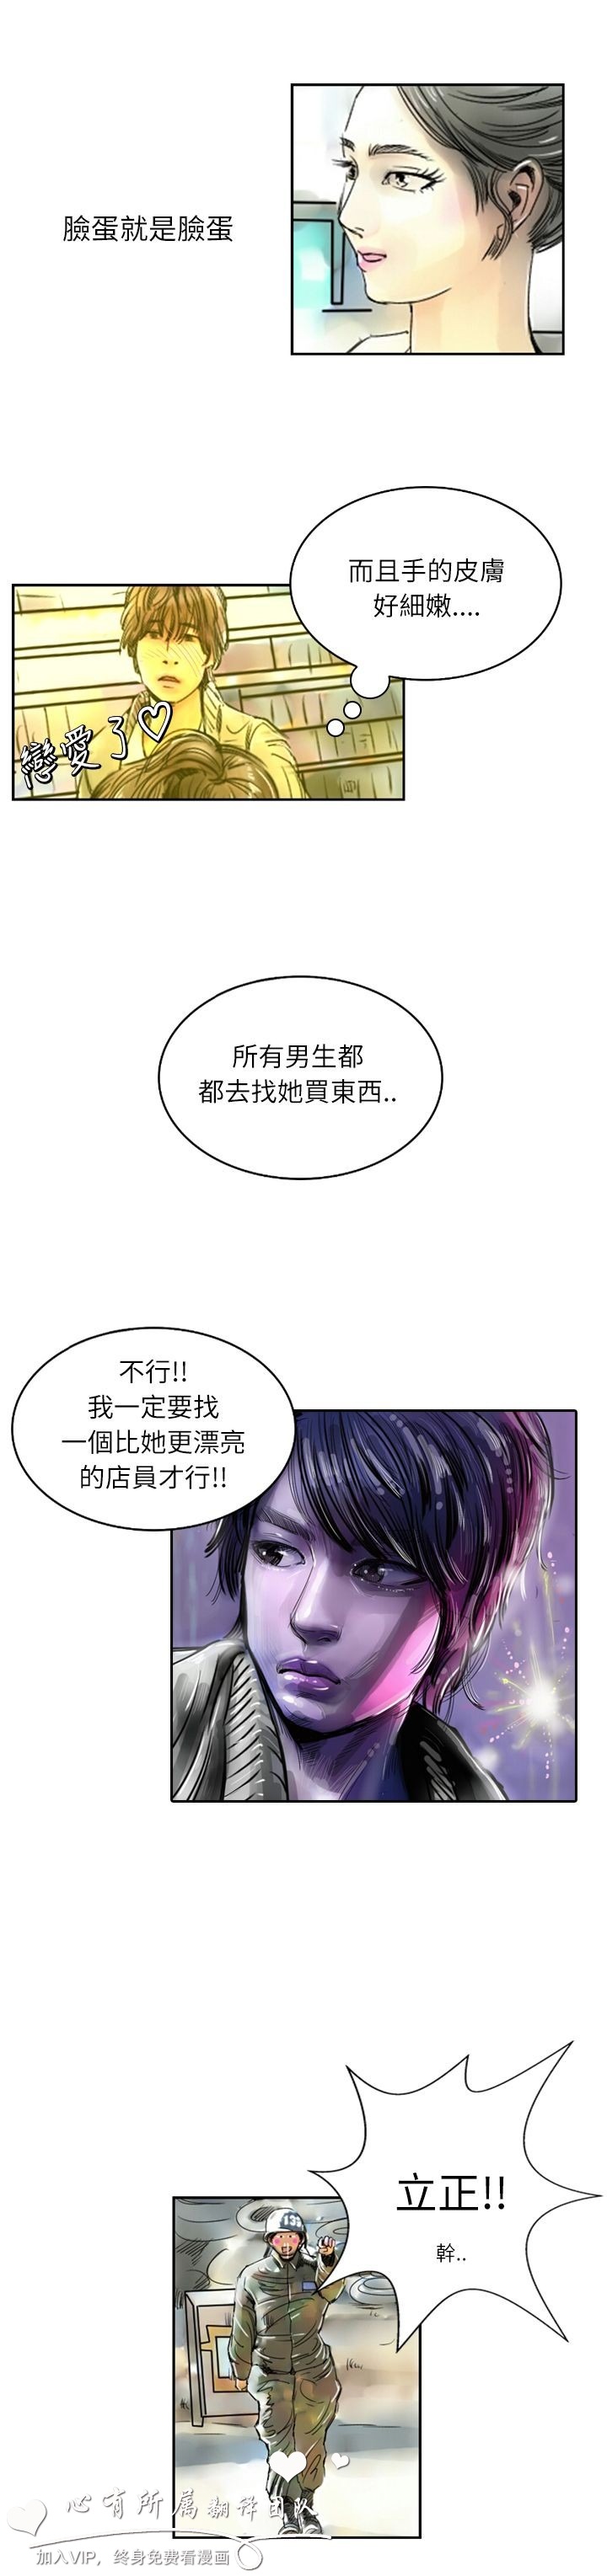 臉蛋就是臉蛋
而且手的皮膚
好細嫩....
戀愛了♡
所有男生都
都去找她買東西..
不行!!
我一定要找
一個比她更漂亮
的店員才行!!
立正!!
幹..
心有所属翻译团队
加入VIP，终身免费看漫画